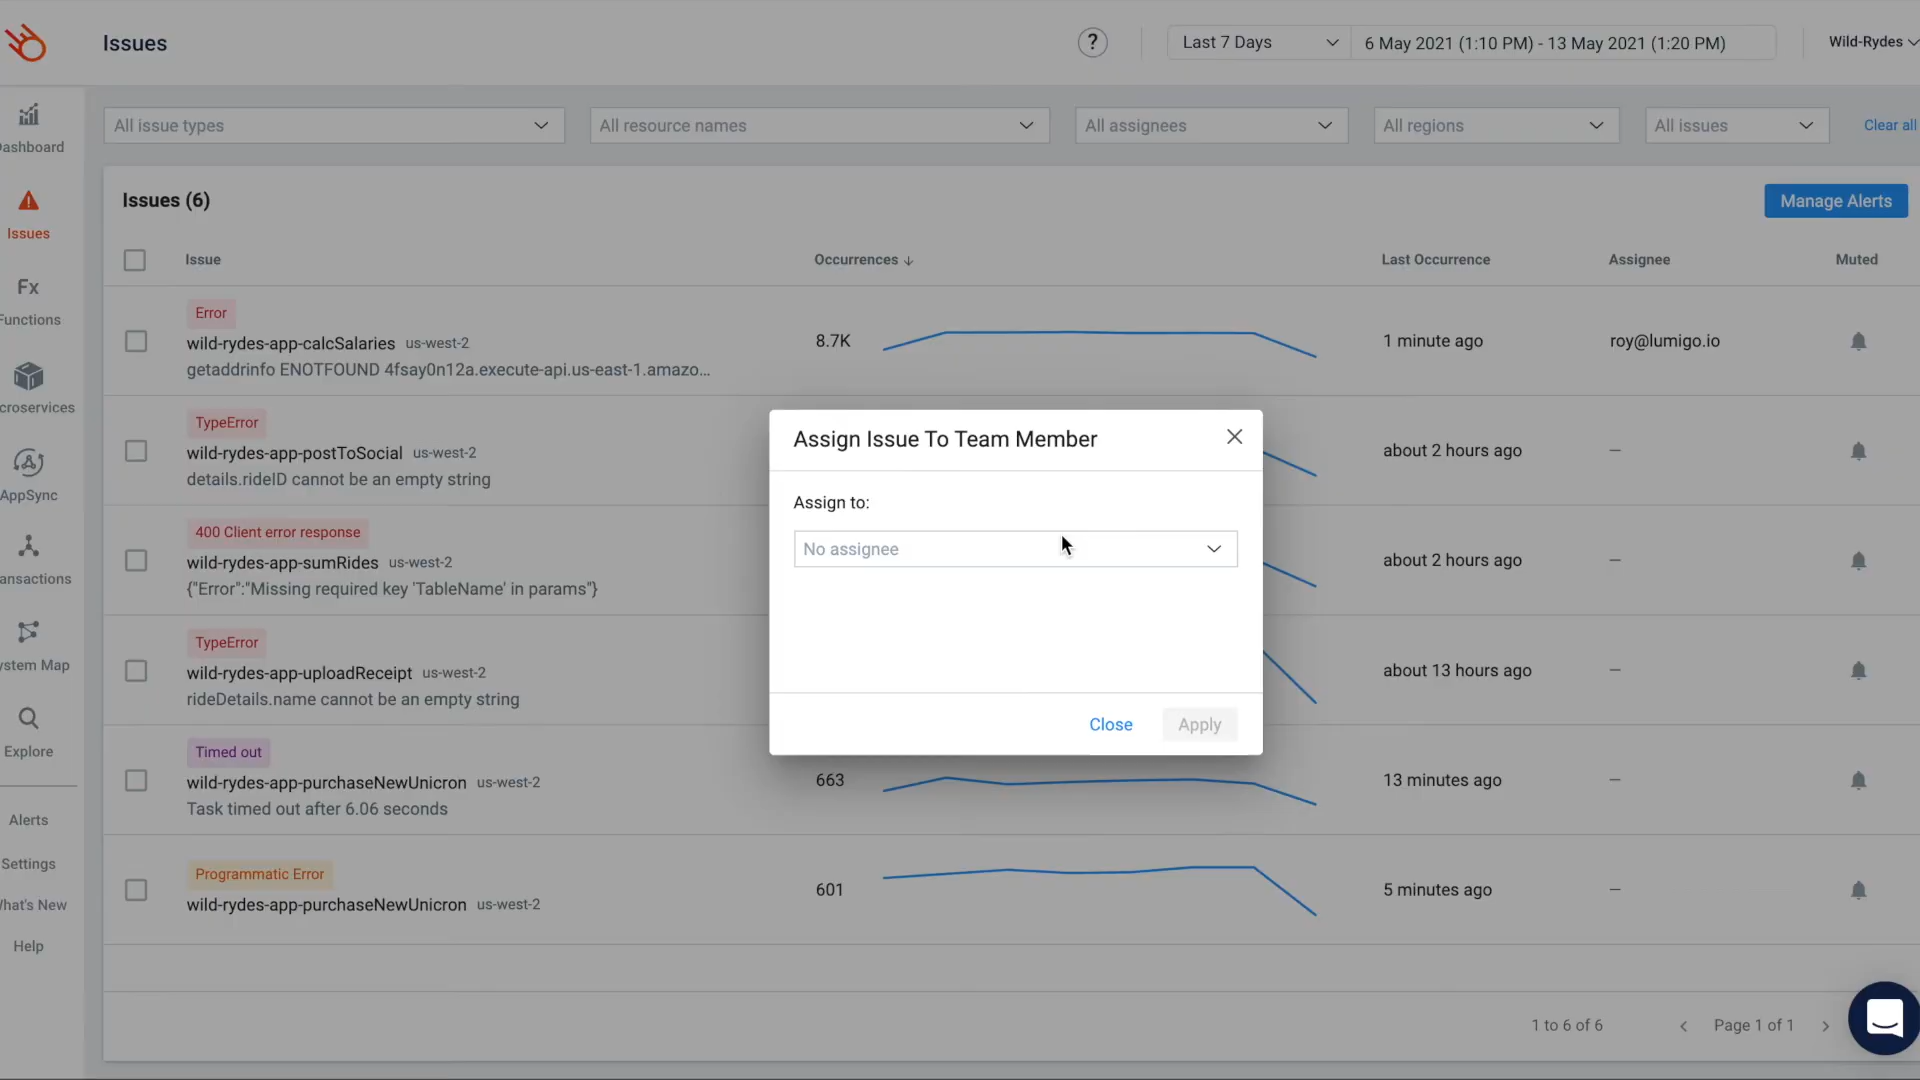 Issues
?
Last 7 Days
6 May 2021 (1:10 PM) - 13 May 2021 (1:20 PM)
Wild-Rydes
All issue types
All resource names
All assignees
All regions
All issues
Clear all
ashboard
Issues
Fx
Functions
croservices
AppSync
ansactions
ystem Map
Explore
Alerts
Settings
hat's New
Help
Issues (6)
Manage Alerts
Issue
Occurrences
Last Occurrence
Assignee
Muted
Error
wild-rydes-app-calcSalaries us-west-2
getaddrinfo ENOTFOUND 4fsay0n12a.execute-api.us-east-1.amazo...
8.7K
1 minute ago
roy@lumigo.io
TypeError
wild-rydes-app-postToSocial us-west-2
details.rideID cannot be an empty string
about 2 hours ago
–
400 Client error response
wild-rydes-app-sumRides us-west-2
{"Error":"Missing required key 'TableName' in params"}
about 2 hours ago
–
TypeError
wild-rydes-app-uploadReceipt us-west-2
rideDetails.name cannot be an empty string
about 13 hours ago
–
Timed out
wild-rydes-app-purchaseNewUnicron us-west-2
Task timed out after 6.06 seconds
663
13 minutes ago
–
Programmatic Error
wild-rydes-app-purchaseNewUnicron us-west-2
601
5 minutes ago
–
Assign Issue To Team Member
Assign to:
No assignee
Close
Apply
1 to 6 of 6
Page 1 of 1